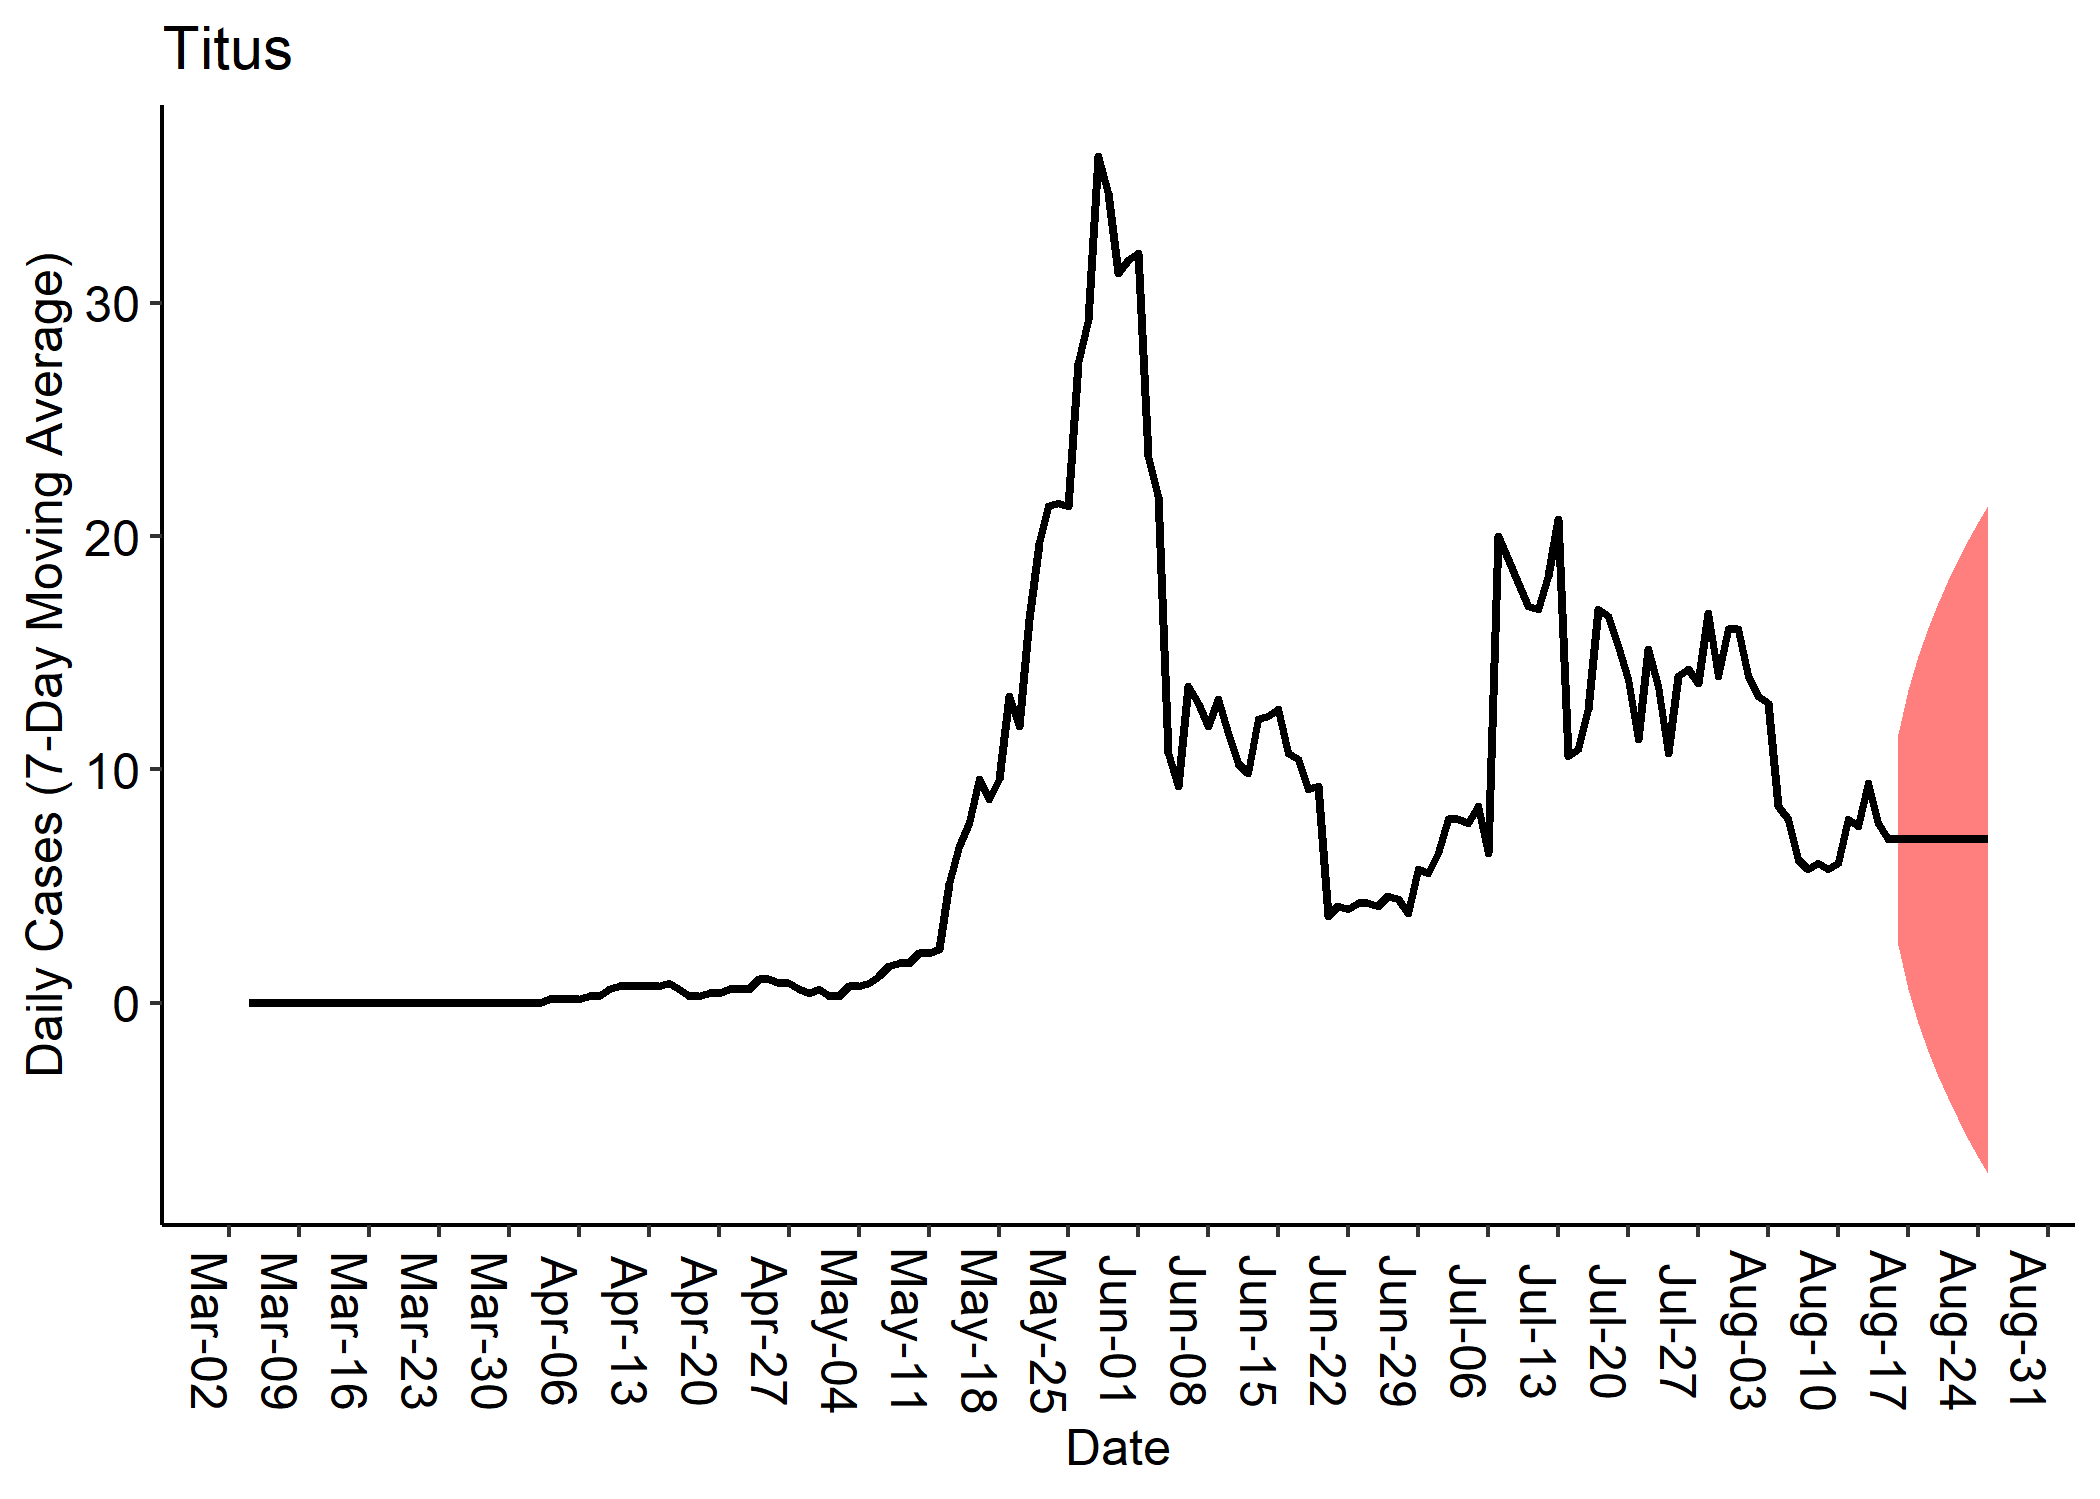 Titus
Daily Cases (7-Day Moving Average)
30
20
10
0
Mar-02
Mar-09
Mar-16
Mar-23
Mar-30
Apr-06
Apr-13
Apr-20
Apr-27
May-04
May-11
May-18
May-25
Jun-01
Jun-08
Jun-15
Jun-22
Jun-29
Jul-06
Jul-13
Jul-20
Jul-27
Aug-03
Aug-10
Aug-17
Aug-24
Aug-31
Date